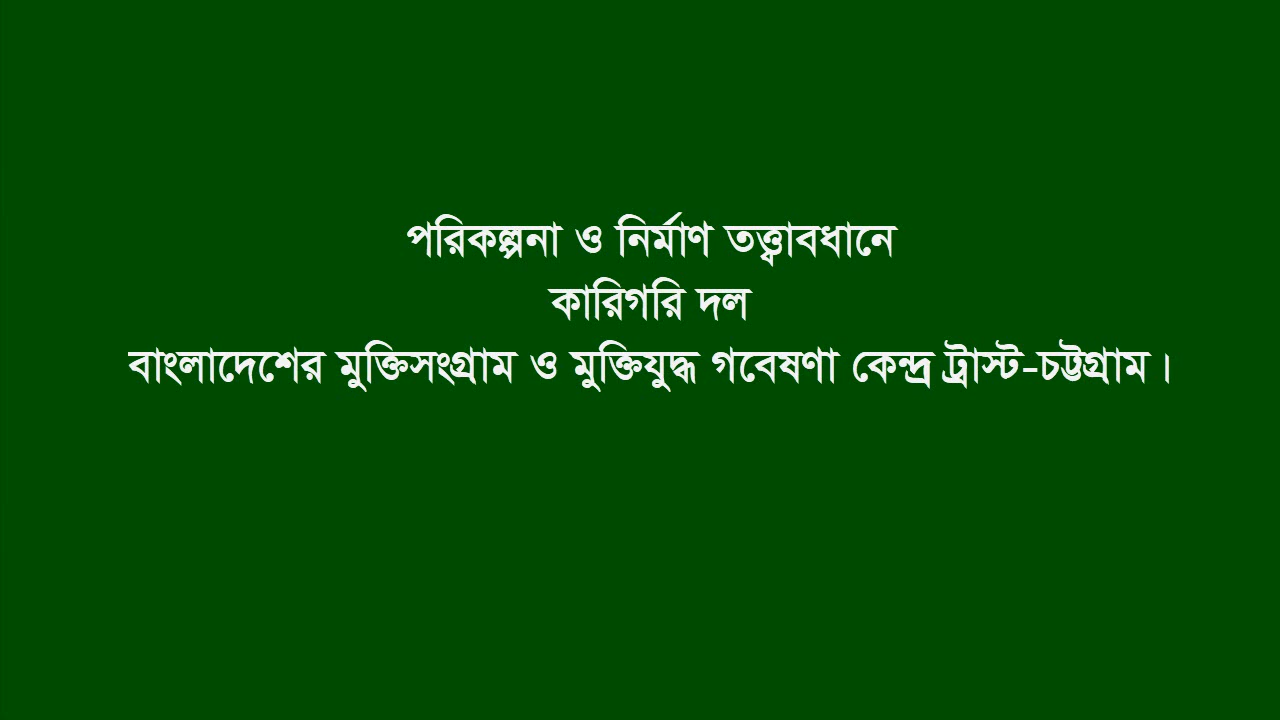 পরিকল্পনা ও নির্মাণ তত্ত্বাবধানে
কারিগরি দল
বাংলাদেশের মুক্তিসংগ্রাম ও মুক্তিযুদ্ধ গবেষণা কেন্দ্র ট্রাস্ট-চট্টগ্রাম।